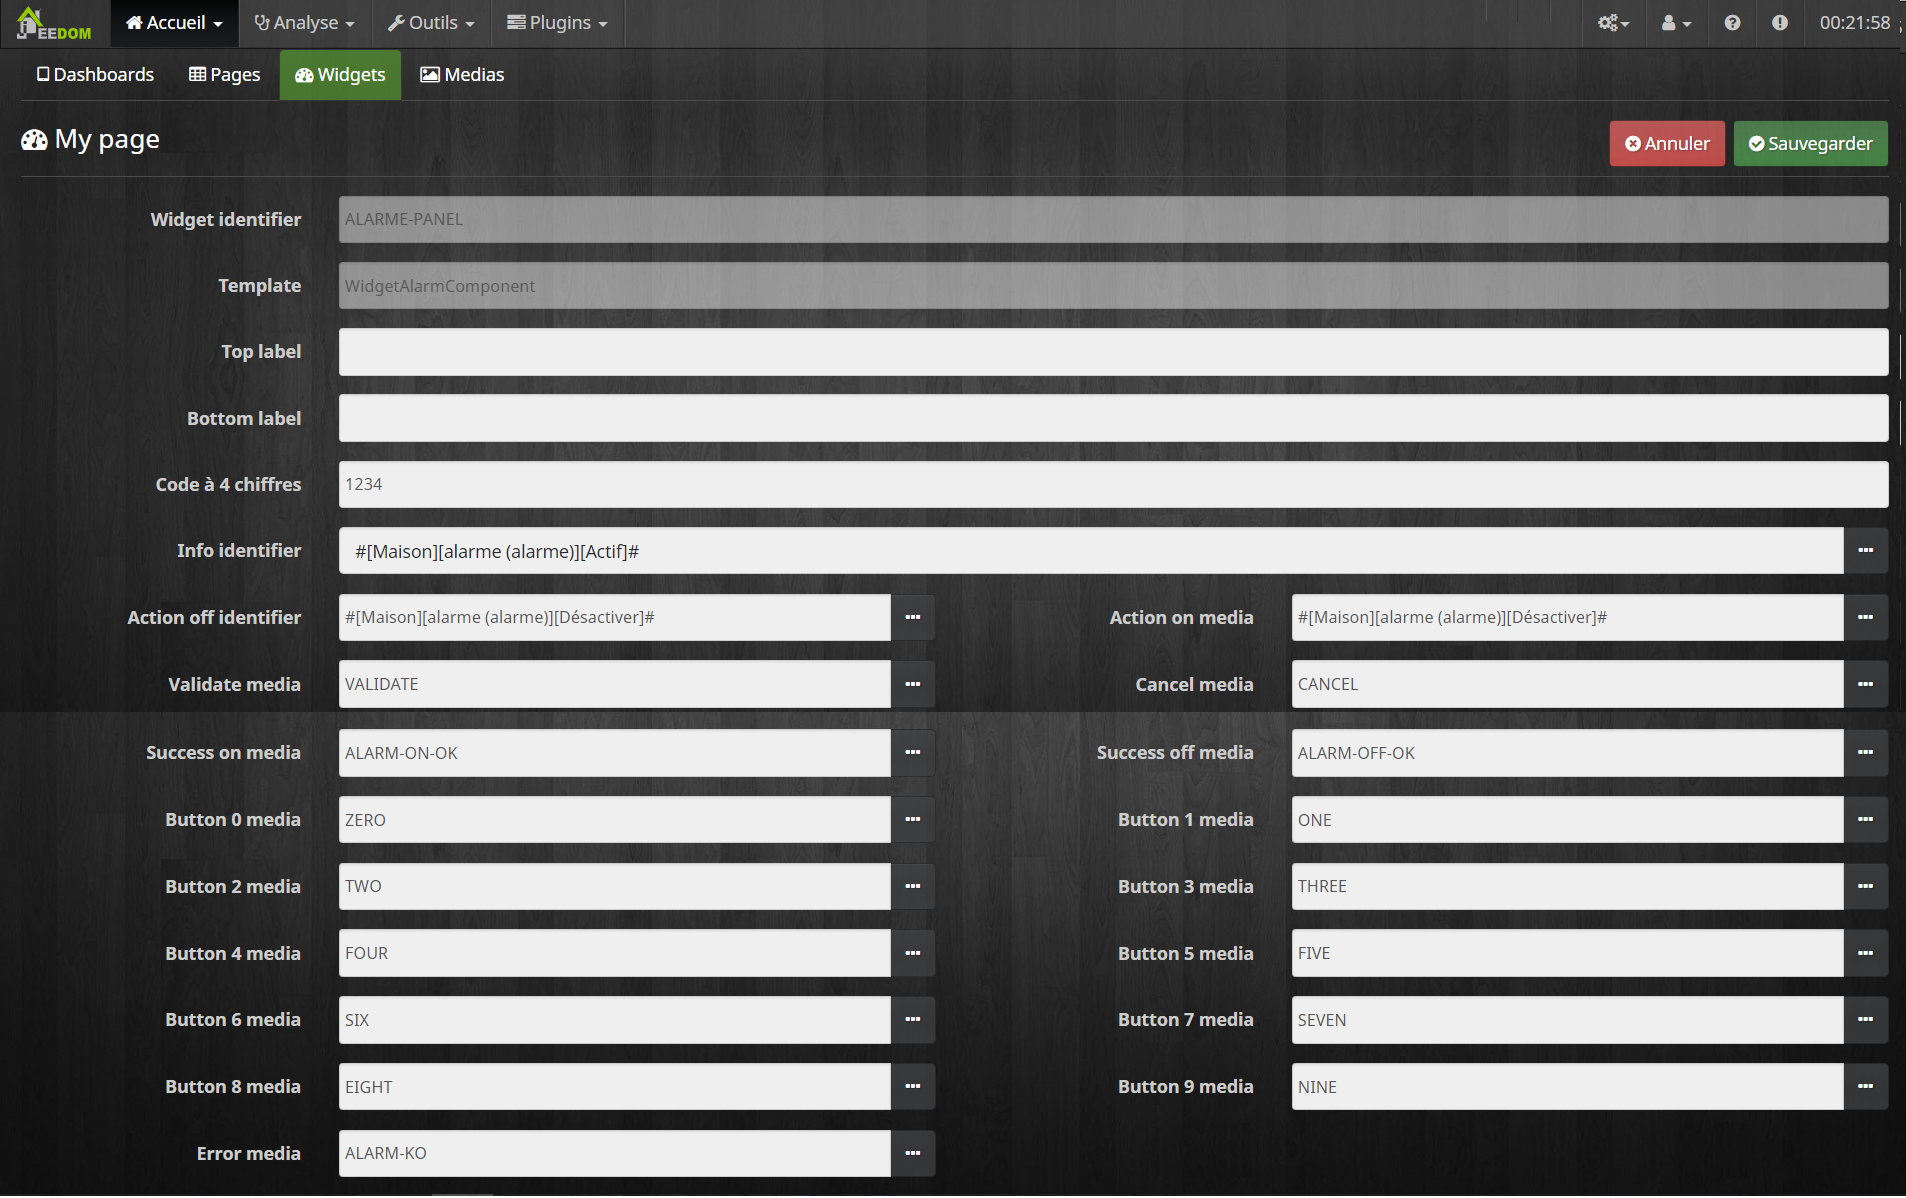 JEEDOM
Accueil
Analyse
Outils
Plugins
00:21:58
Dashboards
Pages
Widgets
Medias
My page
Annuler
Sauvegarder
Widget identifier
ALARME-PANEL
Template
WidgetAlarmComponent
Top label
Bottom label
Code à 4 chiffres
1234
Info identifier
#[Maison][alarme (alarme)][Actif]#
Action off identifier
#[Maison][alarme (alarme)][Désactiver]#
Action on media
#[Maison][alarme (alarme)][Désactiver]#
Validate media
VALIDATE
Cancel media
CANCEL
Success on media
ALARM-ON-OK
Success off media
ALARM-OFF-OK
Button 0 media
ZERO
Button 1 media
ONE
Button 2 media
TWO
Button 3 media
THREE
Button 4 media
FOUR
Button 5 media
FIVE
Button 6 media
SIX
Button 7 media
SEVEN
Button 8 media
EIGHT
Button 9 media
NINE
Error media
ALARM-KO